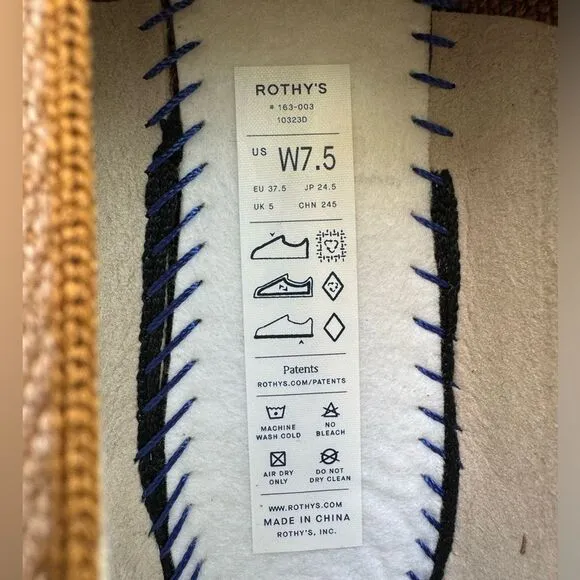 ROTHY'S
# 163-003
10323D
US W7.5
EU 37.5 JP 24.5
UK 5 CHN 245
Patents
ROTHYS.COM/PATENTS
MACHINE WASH COLD
NO BLEACH
AIR DRY ONLY
DO NOT DRY CLEAN
WWW.ROTHYS.COM
MADE IN CHINA
ROTHY'S, INC.